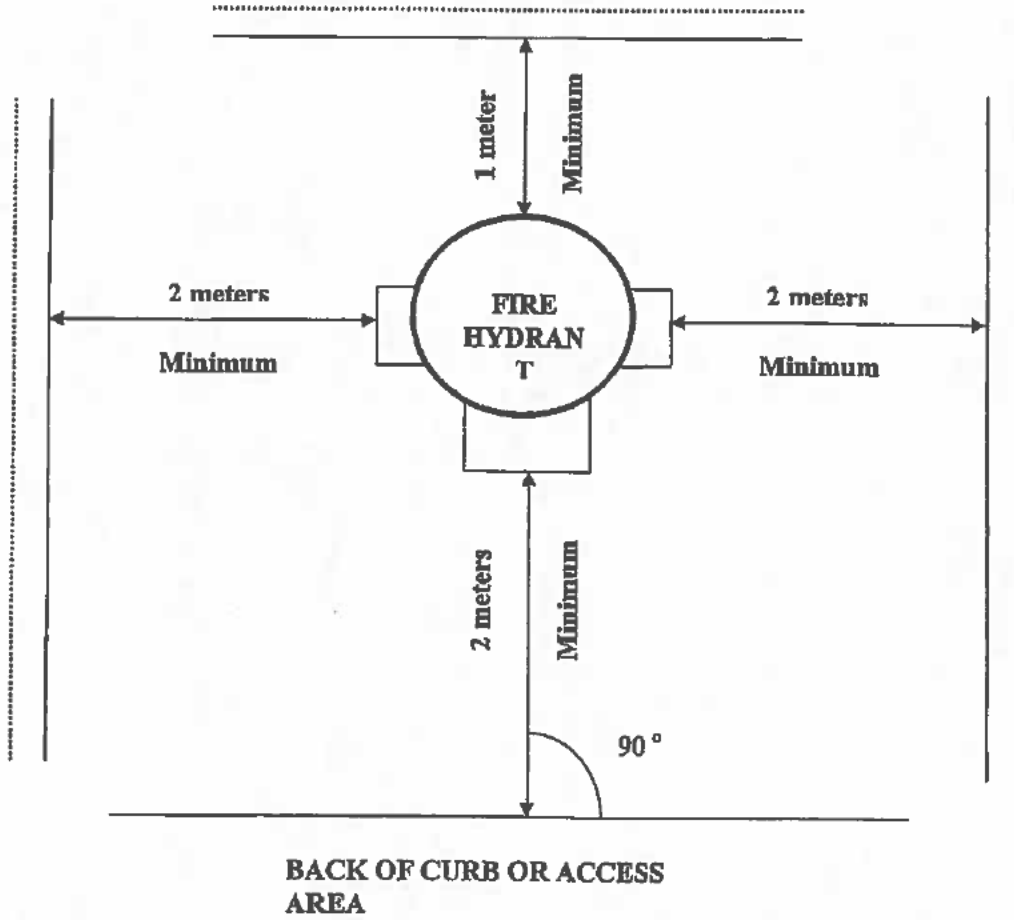 1 meter
Minimum
2 meters
Minimum
FIRE
HYDRAN
T
2 meters
Minimum
2 meters
Minimum
90 °
BACK OF CURB OR ACCESS
AREA